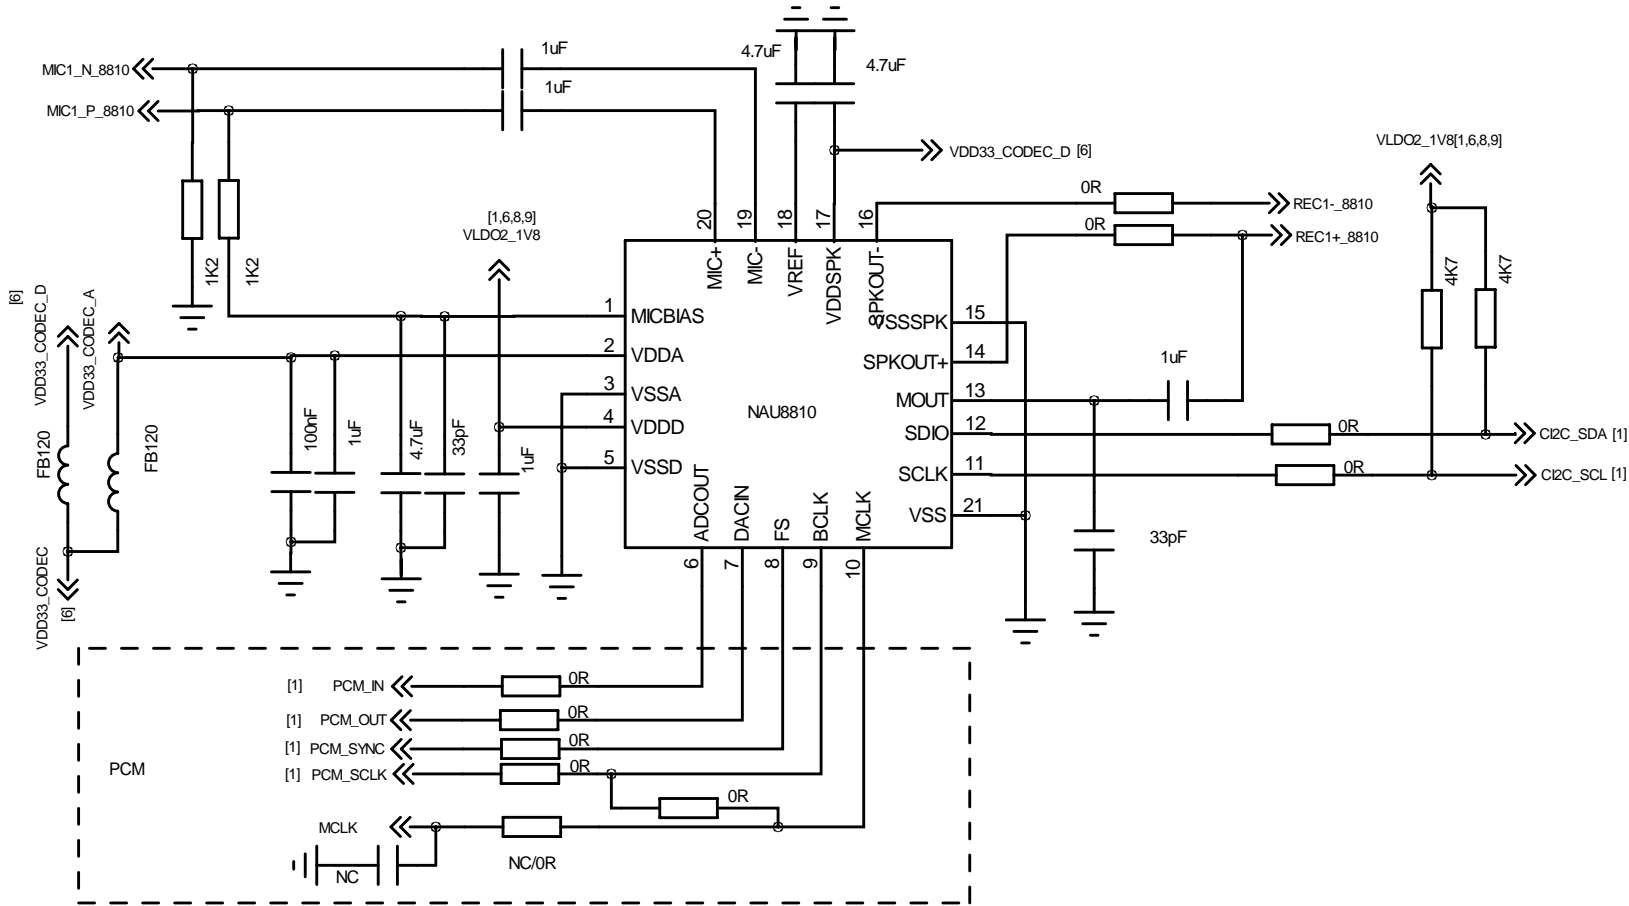 1uF
4.7uF
4.7uF
MIC1_N_8810
1uF
MIC1_P_8810
VDD33_CODEC_D [6]
VLDO2_1V8[1,6,8,9]
0R
REC1-_8810
0R
REC1+_8810
[1,6,8,9]
VLDO2_1V8
20
19
18
17
16
MIC+
MIC-
VREF
VDDSPK
SPKOUT-
1K2
1K2
4K7
4K7
[6]
VDD33_CODEC_D
VDD33_CODEC_A
1
MICBIAS
2
VDDA
3
VSSA
4
VDDD
5
VSSD
NAU8810
VSSSPK
15
SPKOUT+
14
MOUT
13
SDIO
12
SCLK
11
VSS
21
1uF
0R
CI2C_SDA [1]
0R
CI2C_SCL [1]
FB120
FB120
100nF
1uF
4.7uF
33pF
1uF
33pF
ADCOUT
DACIN
FS
BCLK
MCLK
6
7
8
9
10
VDD33_CODEC
[6]
[1] PCM_IN
0R
[1] PCM_OUT
0R
[1] PCM_SYNC
0R
[1] PCM_SCLK
0R
PCM
0R
MCLK
NC/0R
NC